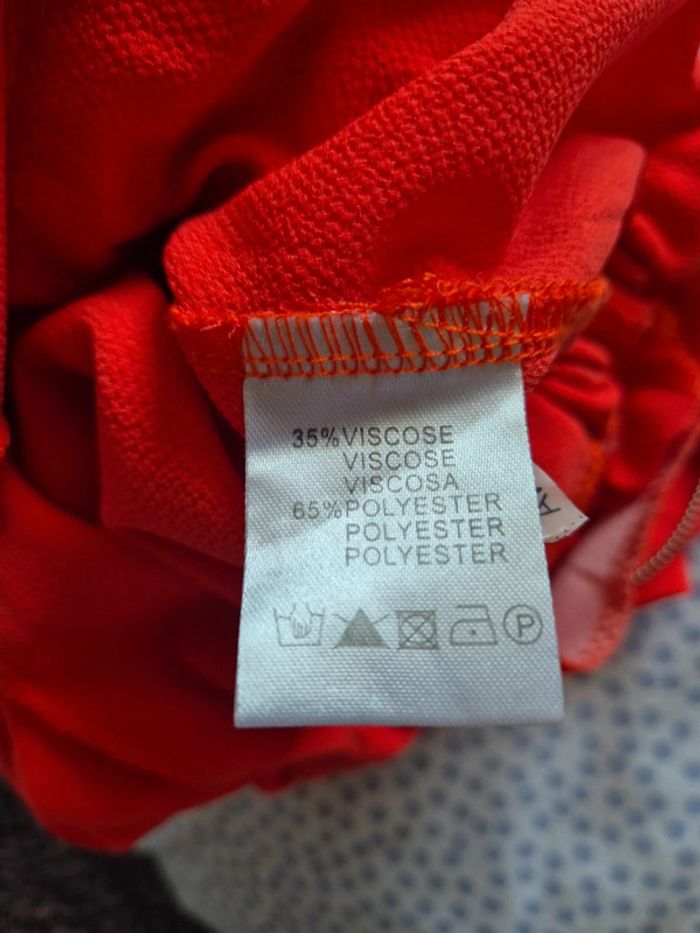 35% VISCOSE
VISCOSE
VISCOSA
65% POLYESTER
POLYESTER
POLYESTER
P